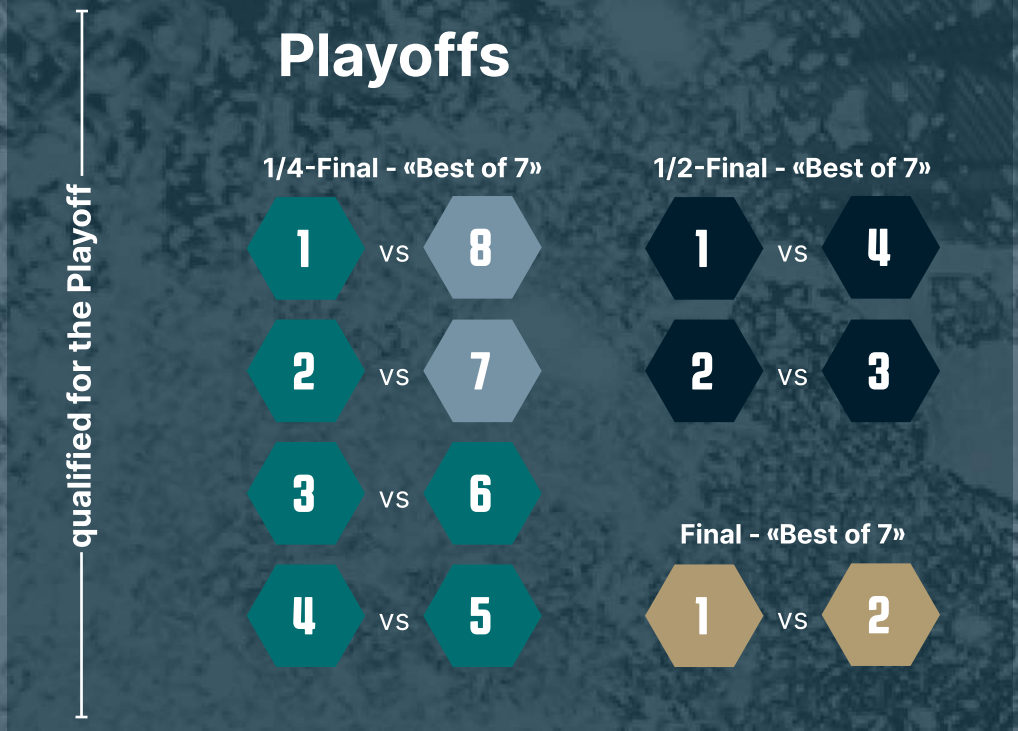 Playoffs
qualified for the Playoff
1/4-Final - «Best of 7»
1 vs 8
2 vs 7
3 vs 6
4 vs 5
1/2-Final - «Best of 7»
1 vs 4
2 vs 3
Final - «Best of 7»
1 vs 2